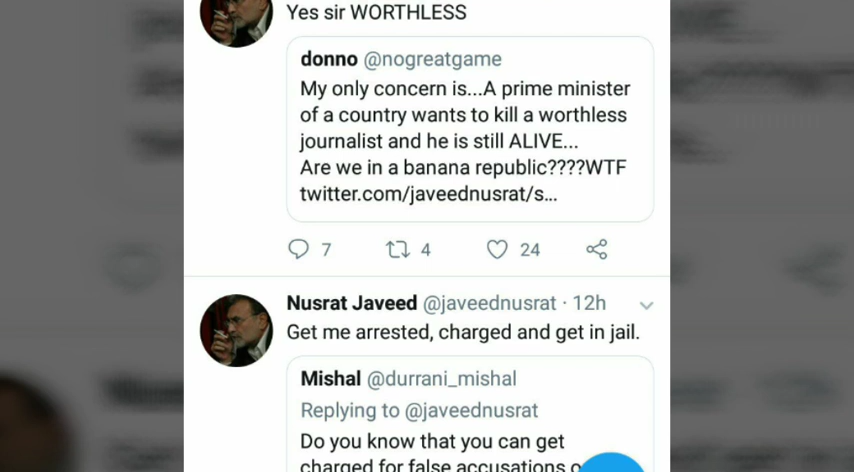 Yes sir WORTHLESS
donno @nogreatgame
My only concern is...A prime minister
of a country wants to kill a worthless
journalist and he is still ALIVE...
Are we in a banana republic????WTF
twitter.com/javeednusrat/s...
7 4 24
Nusrat Javeed @javeednusrat · 12h
Get me arrested, charged and get in jail.
Mishal @durrani_mishal
Replying to @javeednusrat
Do you know that you can get
charged for false accusations